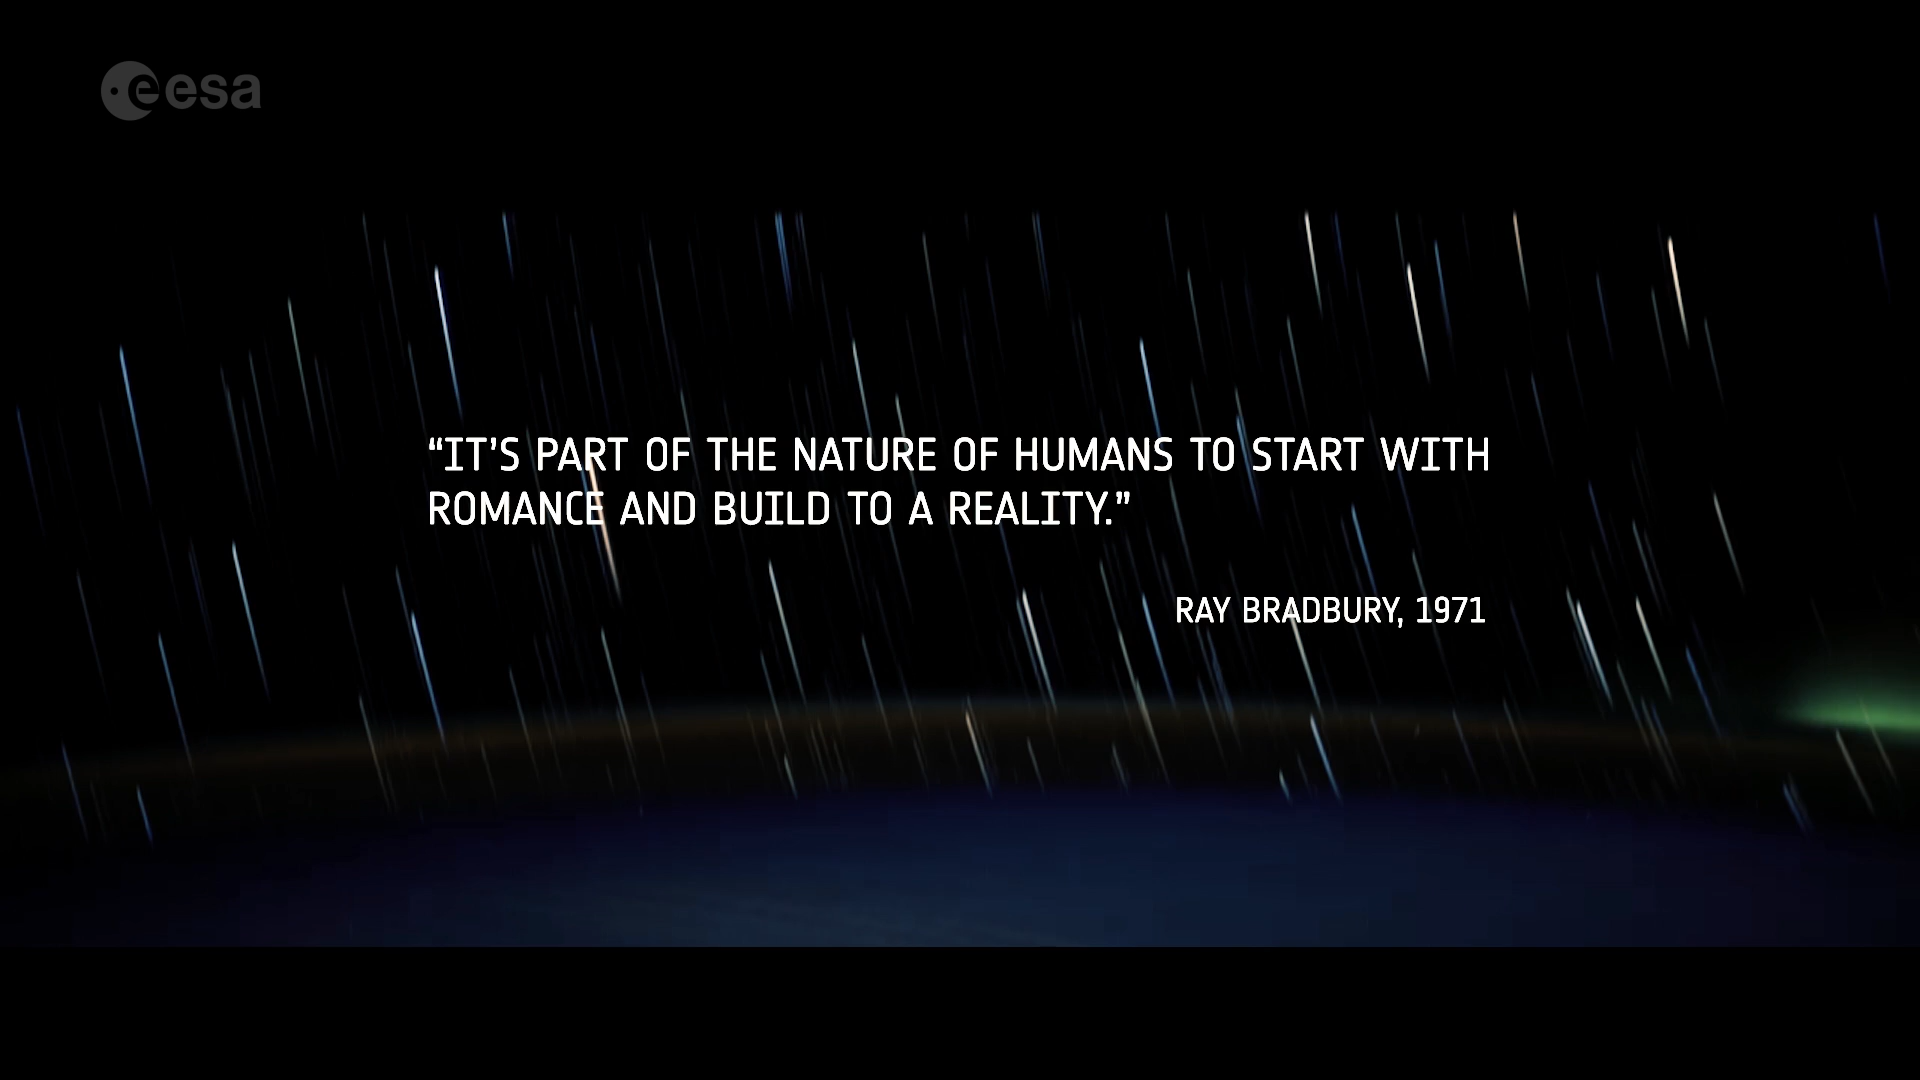 esa
“IT’S PART OF THE NATURE OF HUMANS TO START WITH
ROMANCE AND BUILD TO A REALITY.”
RAY BRADBURY, 1971